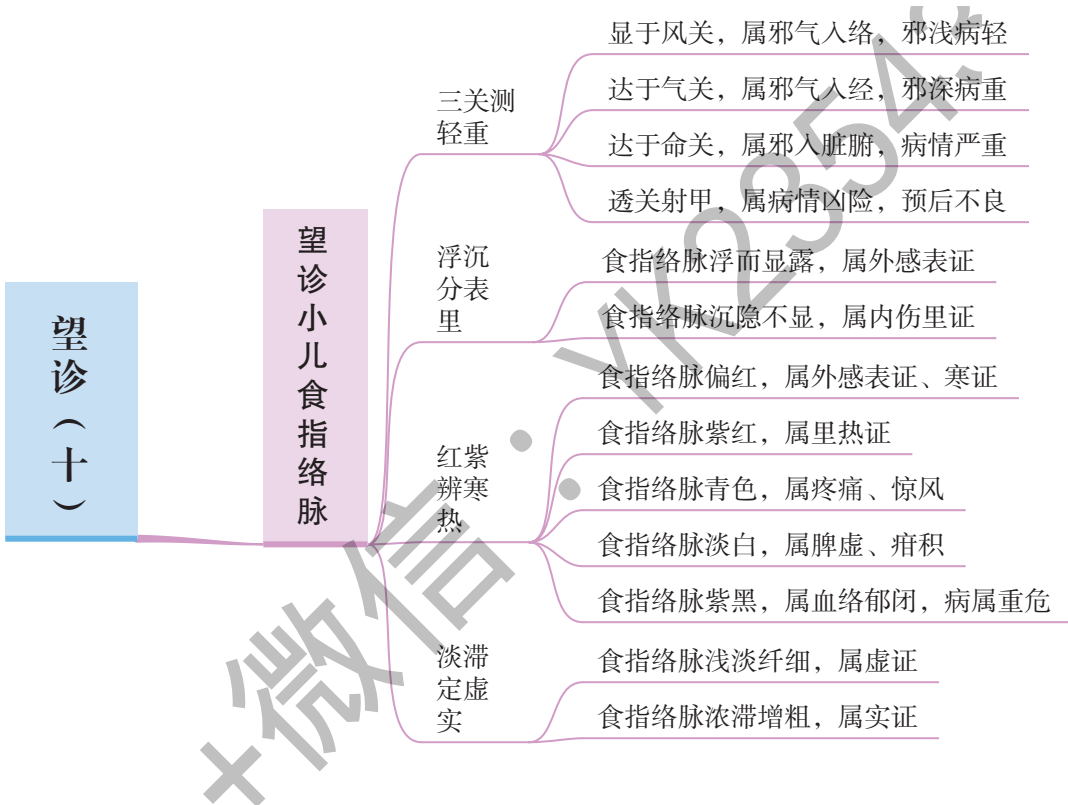 望诊（十）
望诊小儿食指络脉
三关测
轻重
显于风关，属邪气入络，邪浅病轻
达于气关，属邪气入经，邪深病重
达于命关，属邪入脏腑，病情严重
透关射甲，属病情凶险，预后不良
浮沉
分表
里
食指络脉浮而显露，属外感表证
食指络脉沉隐不显，属内伤里证
红紫
辨寒
热
食指络脉偏红，属外感表证、寒证
食指络脉紫红，属里热证
食指络脉青色，属疼痛、惊风
食指络脉淡白，属脾虚、疳积
食指络脉紫黑，属血络郁闭，病属重危
淡滞
定虚
实
食指络脉浅淡纤细，属虚证
食指络脉浓滞增粗，属实证
+微信：YK2354